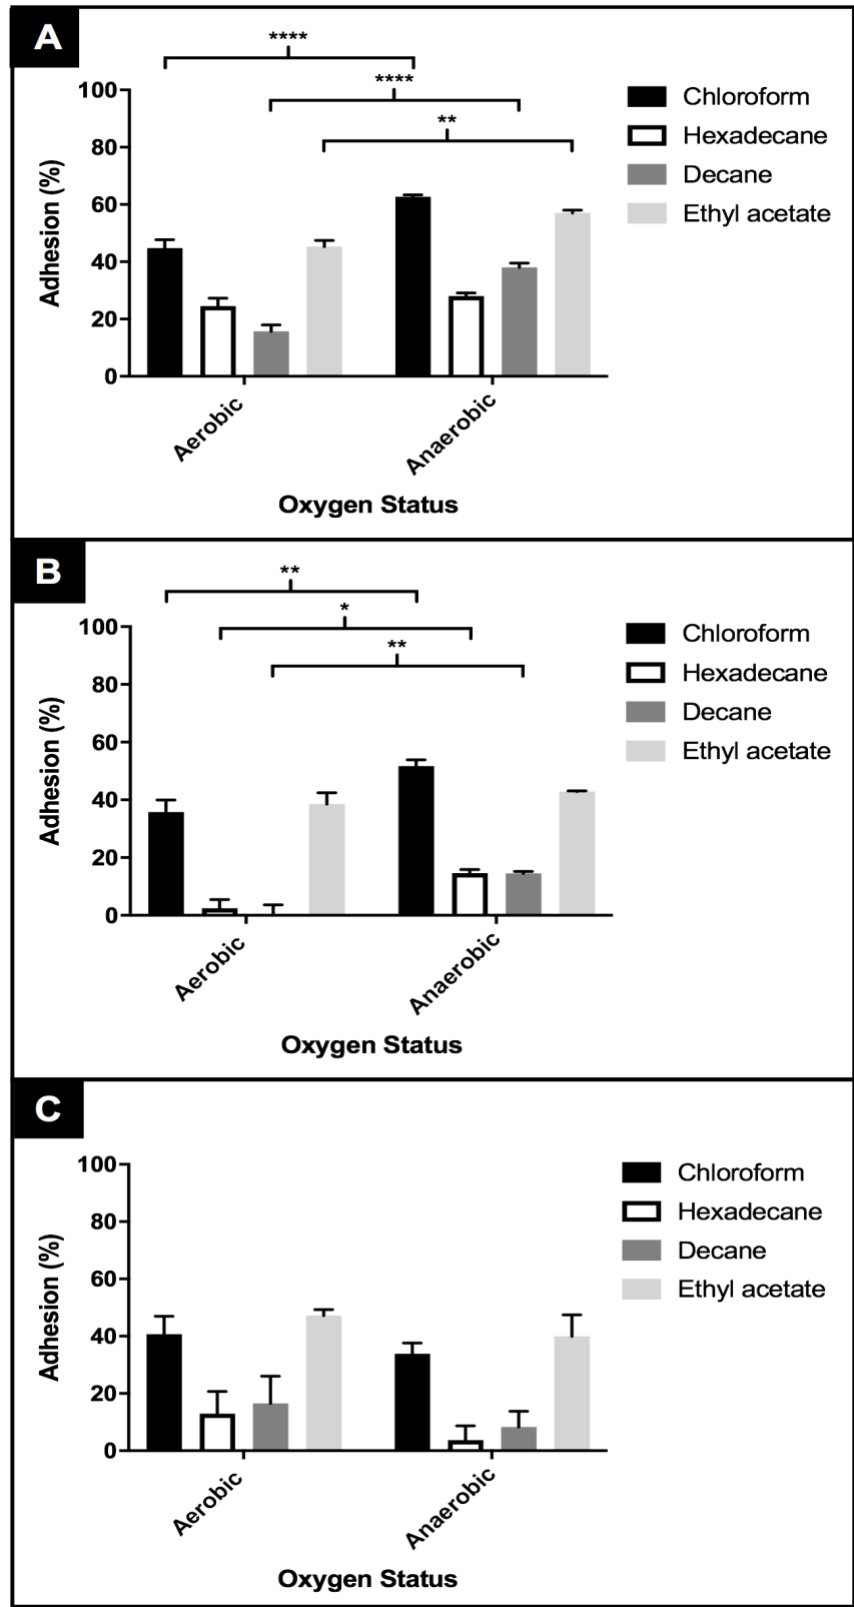 A
****
****
**
100
80
60
40
20
0
Adhesion (%)
Chloroform
Hexadecane
Decane
Ethyl acetate
Aerobic
Anaerobic
Oxygen Status
B
**
*
**
100
80
60
40
20
0
Adhesion (%)
Chloroform
Hexadecane
Decane
Ethyl acetate
Aerobic
Anaerobic
Oxygen Status
C
100
80
60
40
20
0
Adhesion (%)
Chloroform
Hexadecane
Decane
Ethyl acetate
Aerobic
Anaerobic
Oxygen Status